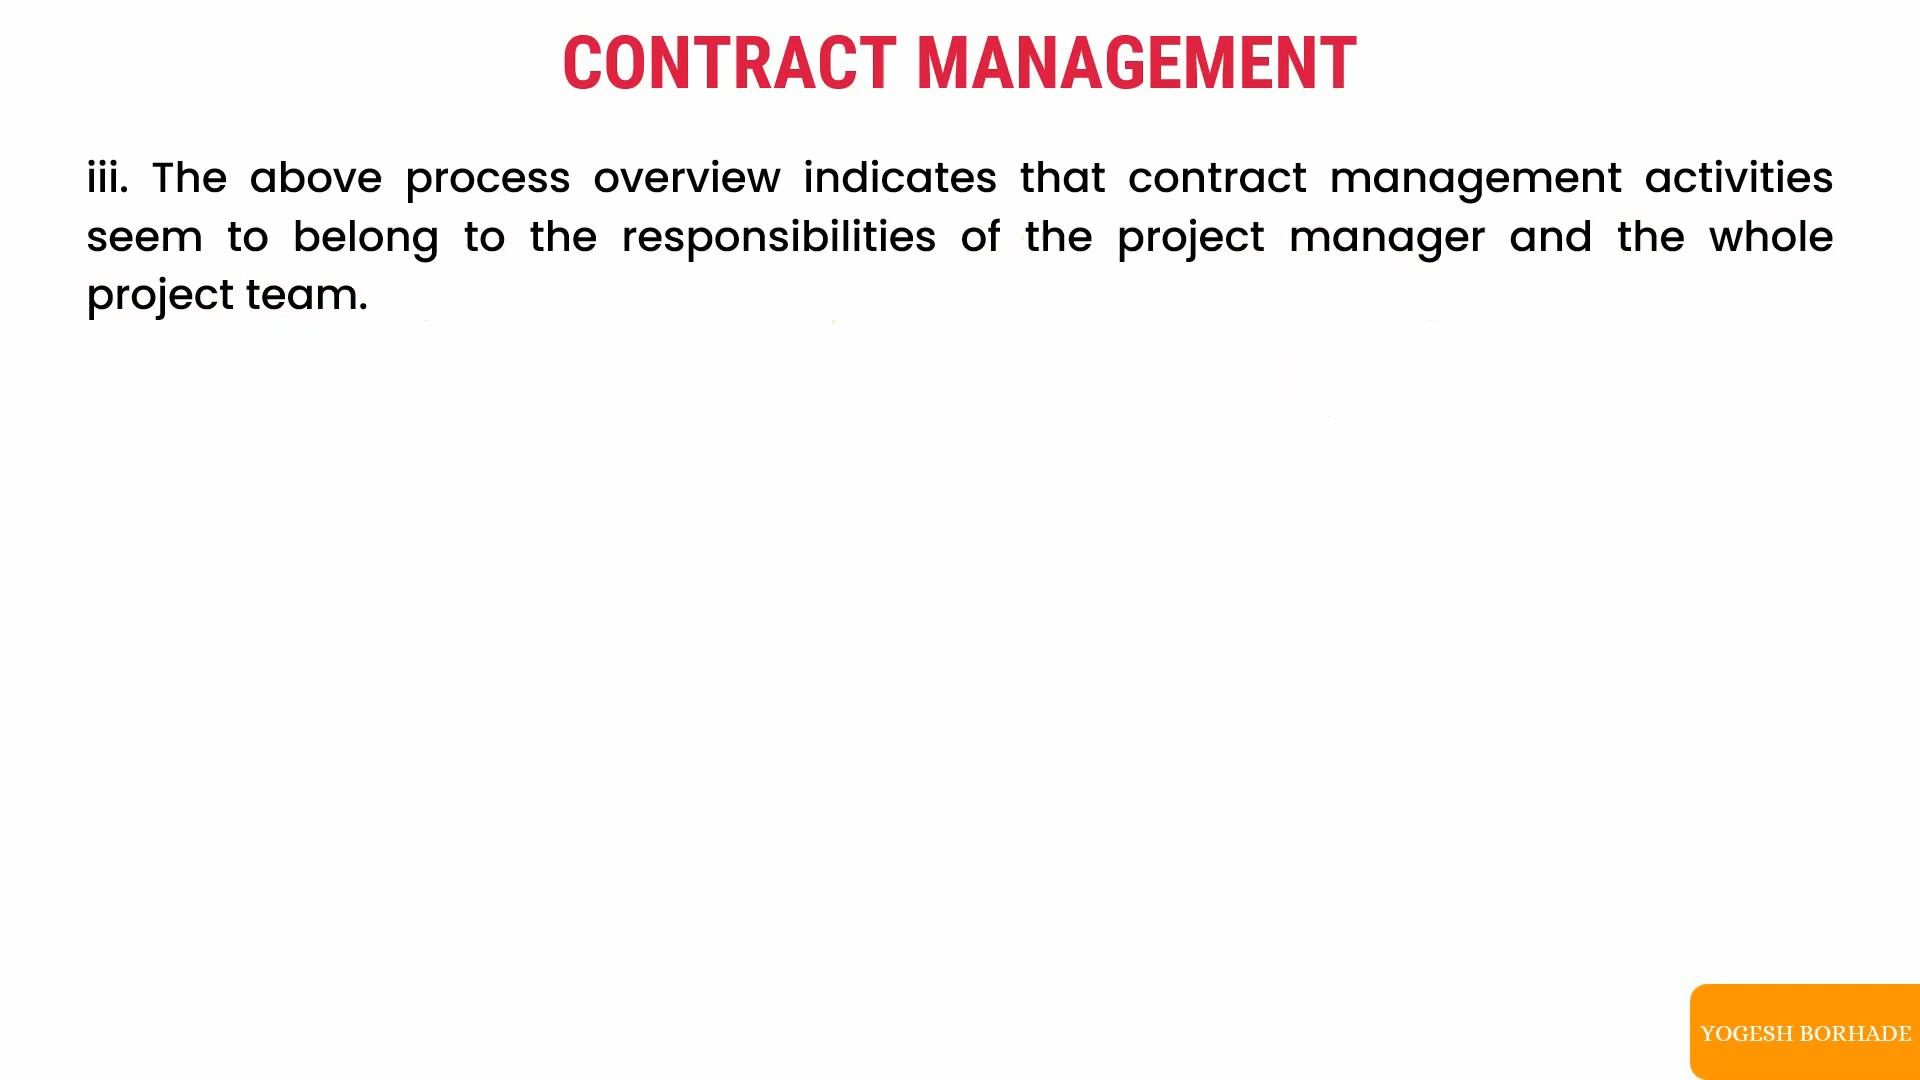 CONTRACT MANAGEMENT
iii. The above process overview indicates that contract management activities
seem to belong to the responsibilities of the project manager and the whole
project team.
YOGESH BORHADE